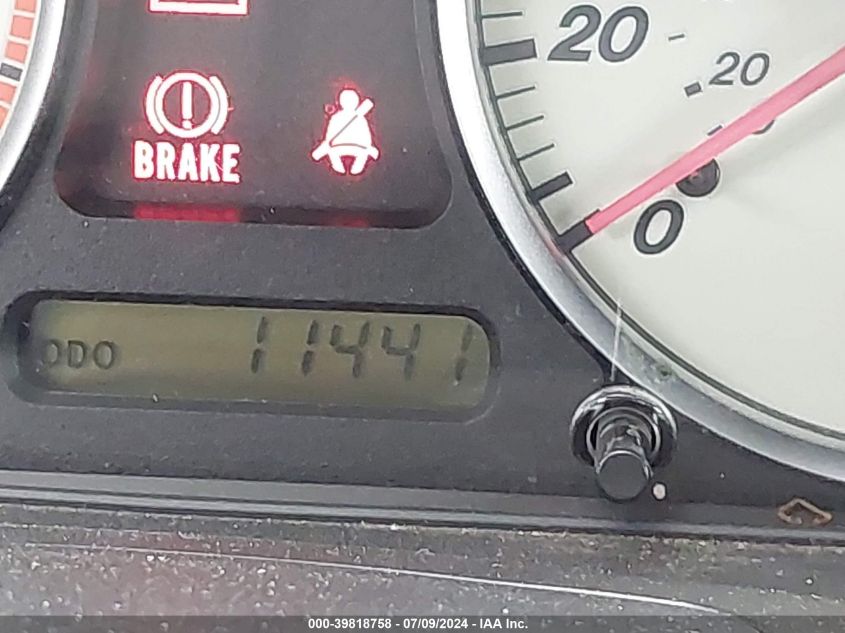 20
20
BRAKE
0
ODO 11441
000-39818758 - 07/09/2024 - IAA, Inc.